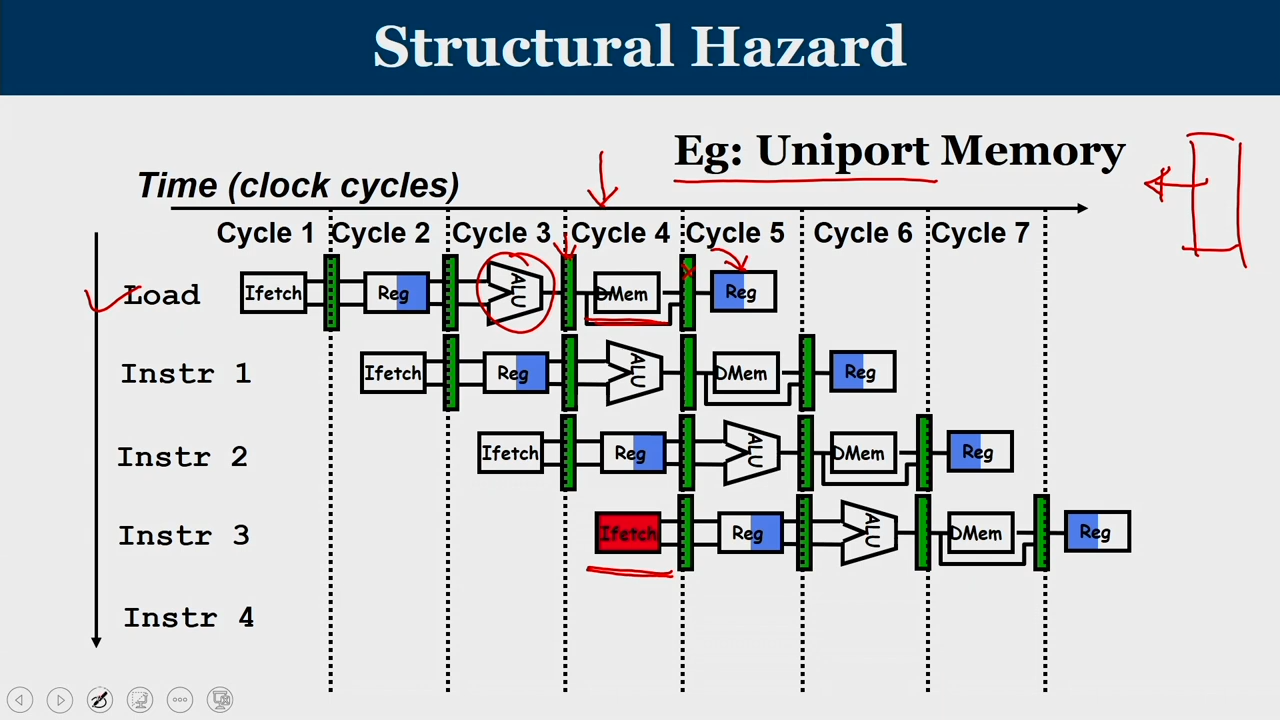 Structural Hazard
Eg: Uniport Memory
Time (clock cycles)
Cycle 1 Cycle 2 Cycle 3 Cycle 4 Cycle 5 Cycle 6 Cycle 7
Load Ifetch Reg ALU DMem Reg
Instr 1 Ifetch Reg ALU DMem Reg
Instr 2 Ifetch Reg ALU DMem Reg
Instr 3 Ifetch Reg ALU DMem Reg
Instr 4